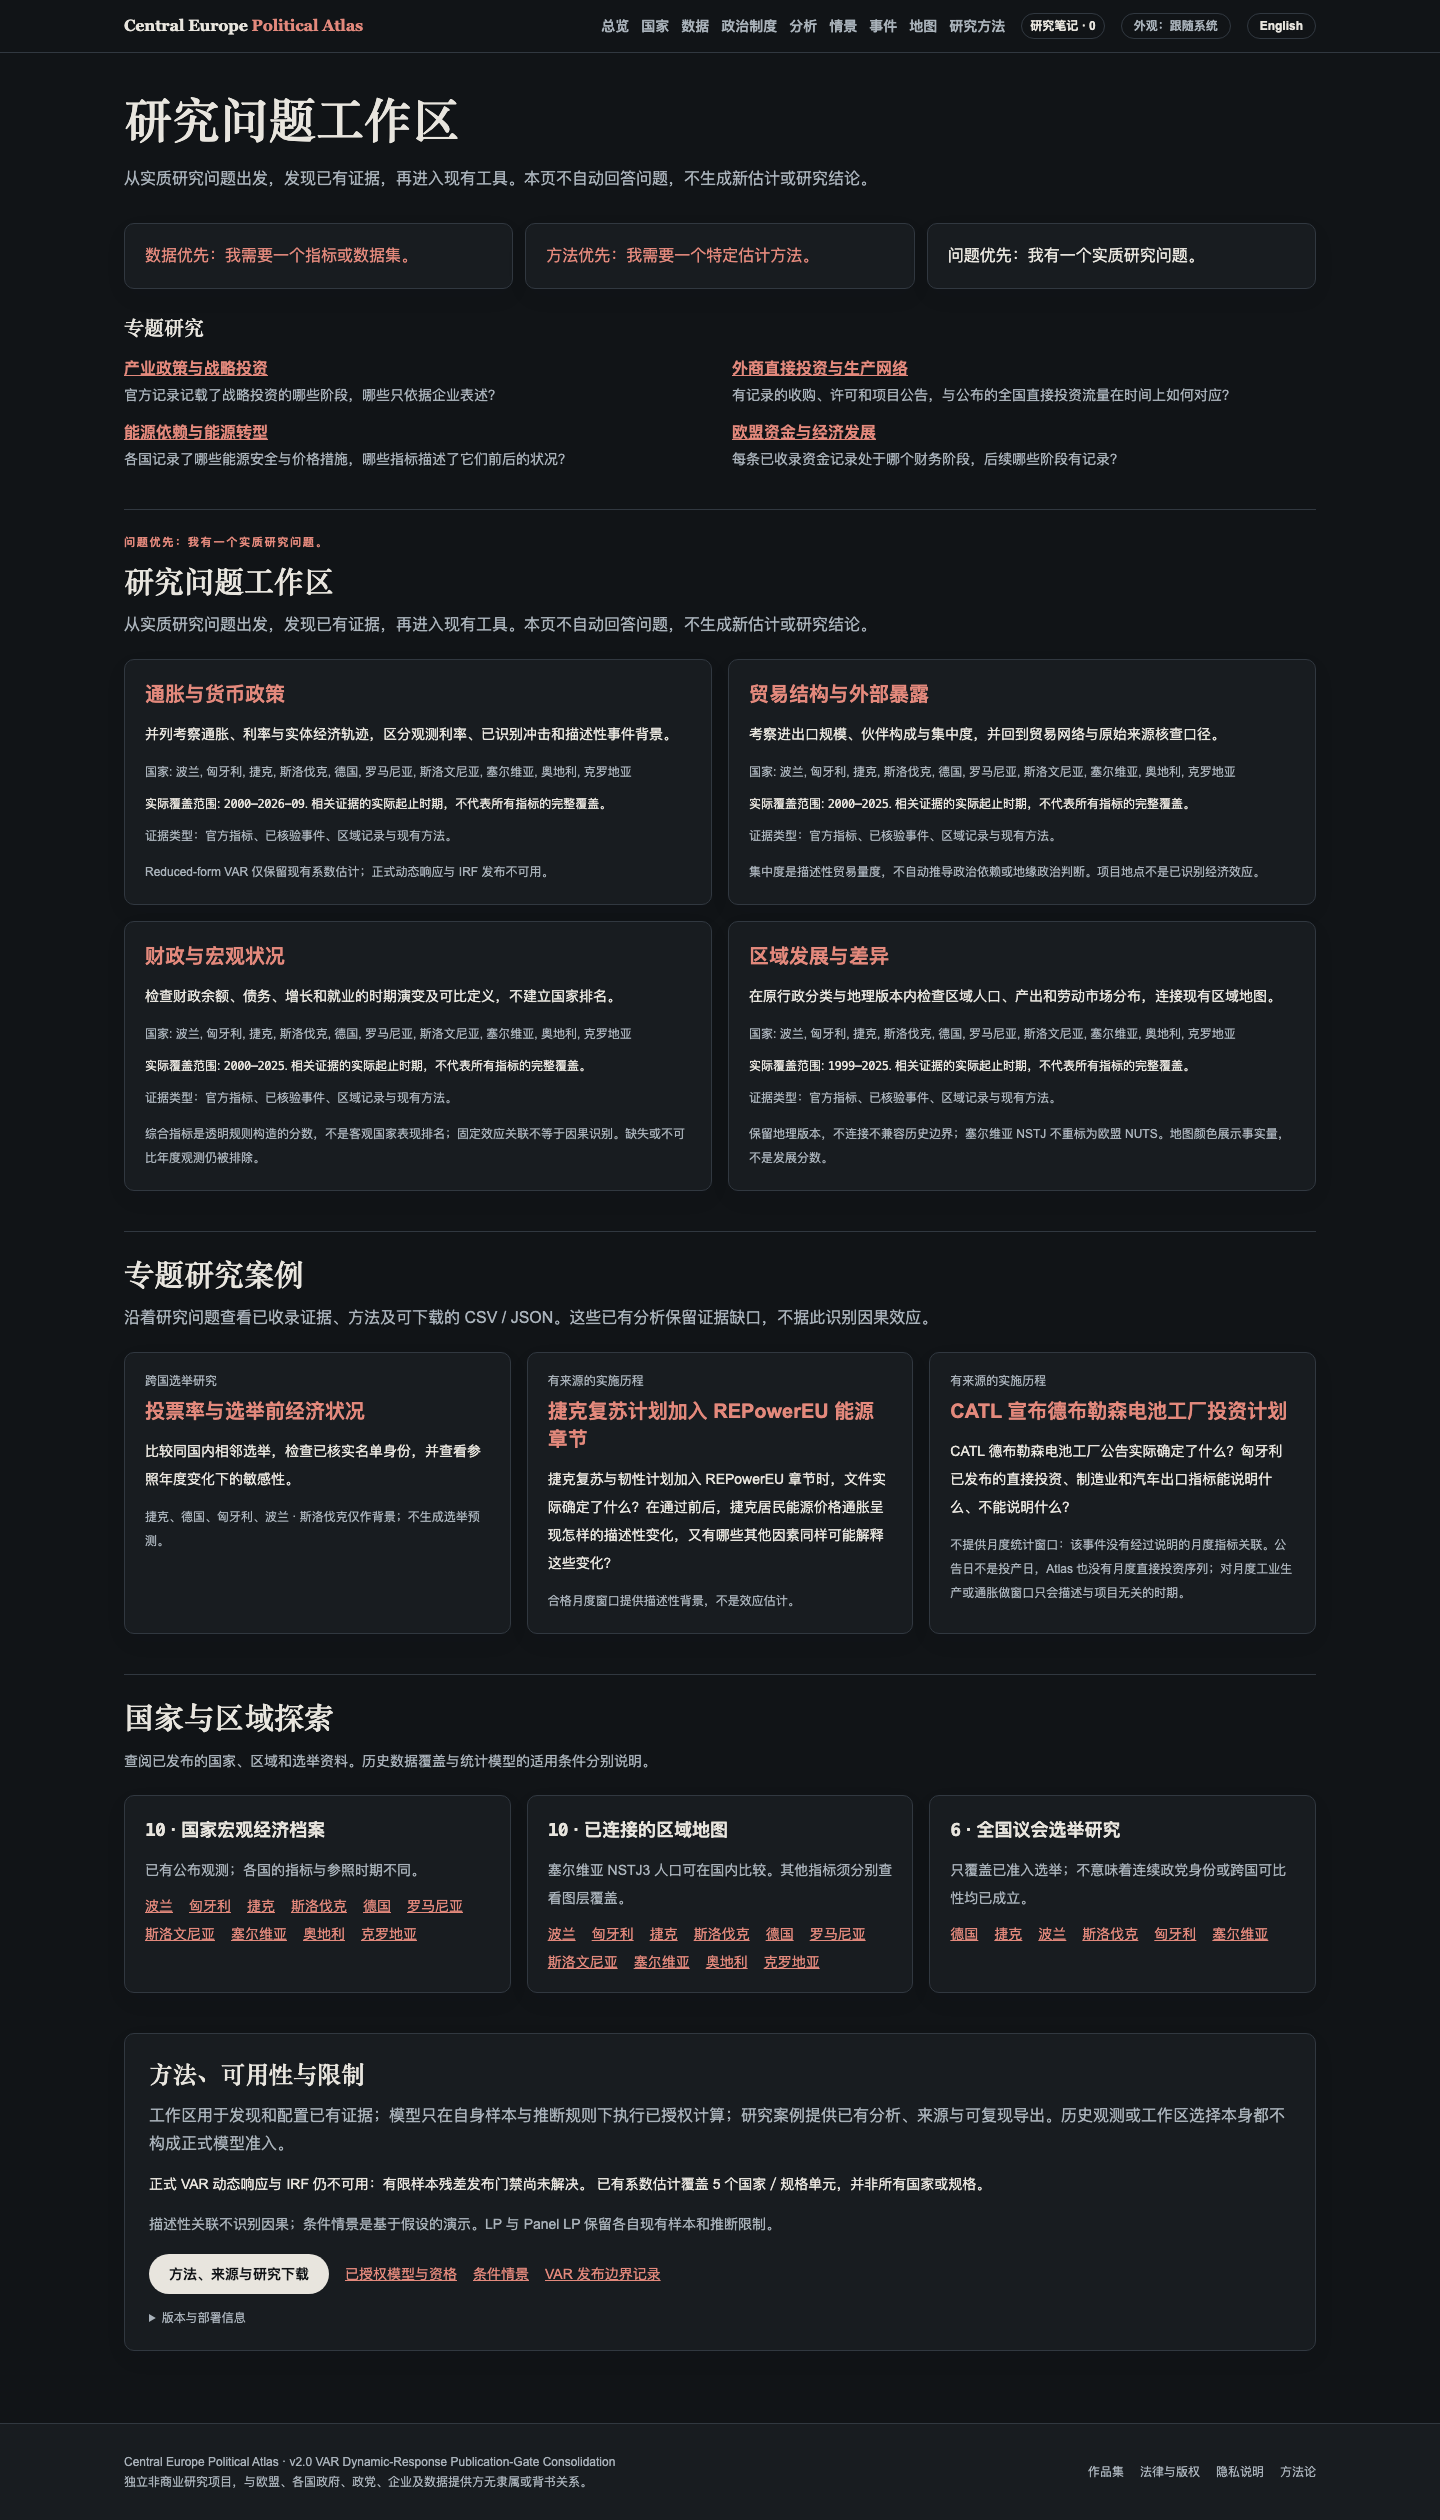 Central Europe Political Atlas
总览 国家 数据 政治制度 分析 情景 事件 地图 研究方法 研究笔记 · 0 外观：跟随系统 English
研究问题工作区
从实质研究问题出发，发现已有证据，再进入现有工具。本页不自动回答问题，不生成新估计或研究结论。
数据优先：我需要一个指标或数据集。
方法优先：我需要一个特定估计方法。
问题优先：我有一个实质研究问题。
专题研究
产业政策与战略投资
官方记录记载了战略投资的哪些阶段，哪些只依据企业表述？
外商直接投资与生产网络
有记录的收购、许可和项目公告，与公布的全国直接投资流量在时间上如何对应？
能源依赖与能源转型
各国记录了哪些能源安全与价格措施，哪些指标描述了它们前后的状况？
欧盟资金与经济发展
每条已收录资金记录处于哪个财务阶段，后续哪些阶段有记录？
问题优先：我有一个实质研究问题。
研究问题工作区
从实质研究问题出发，发现已有证据，再进入现有工具。本页不自动回答问题，不生成新估计或研究结论。
通胀与货币政策
并列考察通胀、利率与实体经济轨迹，区分观测利率、已识别冲击和描述性事件背景。
国家: 波兰, 匈牙利, 捷克, 斯洛伐克, 德国, 罗马尼亚, 斯洛文尼亚, 塞尔维亚, 奥地利, 克罗地亚
实际覆盖范围: 2000–2026-09. 相关证据的实际起止时期，不代表所有指标的完整覆盖。
证据类型：官方指标、已核验事件、区域记录与现有方法。
Reduced-form VAR 仅保留现有系数估计；正式动态响应与 IRF 发布不可用。
贸易结构与外部暴露
考察进出口规模、伙伴构成与集中度，并回到贸易网络与原始来源核查口径。
国家: 波兰, 匈牙利, 捷克, 斯洛伐克, 德国, 罗马尼亚, 斯洛文尼亚, 塞尔维亚, 奥地利, 克罗地亚
实际覆盖范围: 2000–2025. 相关证据的实际起止时期，不代表所有指标的完整覆盖。
证据类型：官方指标、已核验事件、区域记录与现有方法。
集中度是描述性贸易量度，不自动推导政治依赖或地缘政治判断。项目地点不是已识别经济效应。
财政与宏观状况
检查财政余额、债务、增长和就业的时期演变及可比定义，不建立国家排名。
国家: 波兰, 匈牙利, 捷克, 斯洛伐克, 德国, 罗马尼亚, 斯洛文尼亚, 塞尔维亚, 奥地利, 克罗地亚
实际覆盖范围: 2000–2025. 相关证据的实际起止时期，不代表所有指标的完整覆盖。
证据类型：官方指标、已核验事件、区域记录与现有方法。
综合指标是透明规则构造的分数，不是客观国家表现排名；固定效应关联不等于因果识别。缺失或不可
比年度观测仍被排除。
区域发展与差异
在原行政分类与地理版本内检查区域人口、产出和劳动市场分布，连接现有区域地图。
国家: 波兰, 匈牙利, 捷克, 斯洛伐克, 德国, 罗马尼亚, 斯洛文尼亚, 塞尔维亚, 奥地利, 克罗地亚
实际覆盖范围: 1999–2025. 相关证据的实际起止时期，不代表所有指标的完整覆盖。
证据类型：官方指标、已核验事件、区域记录与现有方法。
保留地理版本，不连接不兼容历史边界；塞尔维亚 NSTJ 不重标为欧盟 NUTS。地图颜色展示事实量，
不是发展分数。
专题研究案例
沿着研究问题查看已收录证据、方法及可下载的 CSV / JSON。这些已有分析保留证据缺口，不据此识别因果效应。
跨国选举研究
投票率与选举前经济状况
比较同国内相邻选举，检查已核实名单身份，并查看参
照年度变化下的敏感性。
捷克、德国、匈牙利、波兰 · 斯洛伐克仅作背景；不生成选举预
测。
有来源的实施历程
捷克复苏计划加入 REPowerEU 能源
章节
捷克复苏与韧性计划加入 REPowerEU 章节时，文件实
际确定了什么？在通过前后，捷克居民能源价格通胀呈
现怎样的描述性变化，又有哪些其他因素同样可能解释
这些变化？
合格月度窗口提供描述性背景，不是效应估计。
有来源的实施历程
CATL 宣布德布勒森电池工厂投资计划
CATL 德布勒森电池工厂公告实际确定了什么？匈牙利
已发布的直接投资、制造业和汽车出口指标能说明什
么、不能说明什么？
不提供月度统计窗口：该事件没有经过说明的月度指标关联。公
告日不是投产日，Atlas 也没有月度直接投资序列；对月度工业生
产或通胀做窗口只会描述与项目无关的时期。
国家与区域探索
查阅已发布的国家、区域和选举资料。历史数据覆盖与统计模型的适用条件分别说明。
10 · 国家宏观经济档案
已有公布观测；各国的指标与参照时期不同。
波兰 匈牙利 捷克 斯洛伐克 德国 罗马尼亚
斯洛文尼亚 塞尔维亚 奥地利 克罗地亚
10 · 已连接的区域地图
塞尔维亚 NSTJ3 人口可在国内比较。其他指标须分别查
看图层覆盖。
波兰 匈牙利 捷克 斯洛伐克 德国 罗马尼亚
斯洛文尼亚 塞尔维亚 奥地利 克罗地亚
6 · 全国议会选举研究
只覆盖已准入选举；不意味着连续政党身份或跨国可比
性均已成立。
德国 捷克 波兰 斯洛伐克 匈牙利 塞尔维亚
方法、可用性与限制
工作区用于发现和配置已有证据；模型只在自身样本与推断规则下执行已授权计算；研究案例提供已有分析、来源与可复现导出。历史观测或工作区选择本身都不
构成正式模型准入。
正式 VAR 动态响应与 IRF 仍不可用：有限样本残差发布门禁尚未解决。 已有系数估计覆盖 5 个国家 / 规格单元，并非所有国家或规格。
描述性关联不识别因果；条件情景是基于假设的演示。LP 与 Panel LP 保留各自现有样本和推断限制。
方法、来源与研究下载 已授权模型与资格 条件情景 VAR 发布边界记录
▶ 版本与部署信息
Central Europe Political Atlas · v2.0 VAR Dynamic-Response Publication-Gate Consolidation
独立非商业研究项目，与欧盟、各国政府、政党、企业及数据提供方无隶属或背书关系。
作品集 法律与版权 隐私说明 方法论